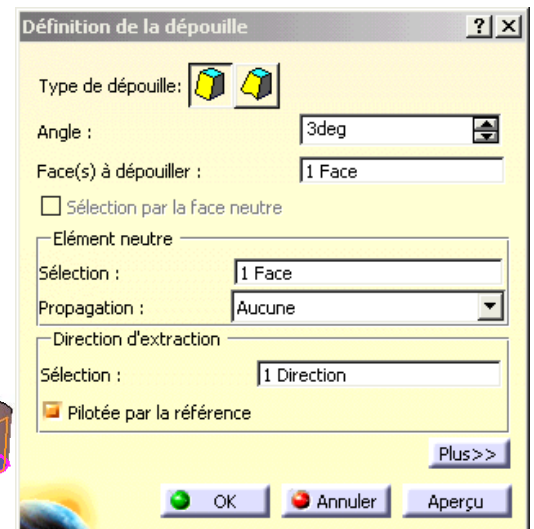 Définition de la dépouille
Type de dépouille:
Angle : 3deg
Face(s) à dépouiller : 1 Face
Sélection par la face neutre
Elément neutre
Sélection : 1 Face
Propagation : Aucune
Direction d'extraction
Sélection : 1 Direction
Pilotée par la référence
Plus>>
OK Annuler Aperçu